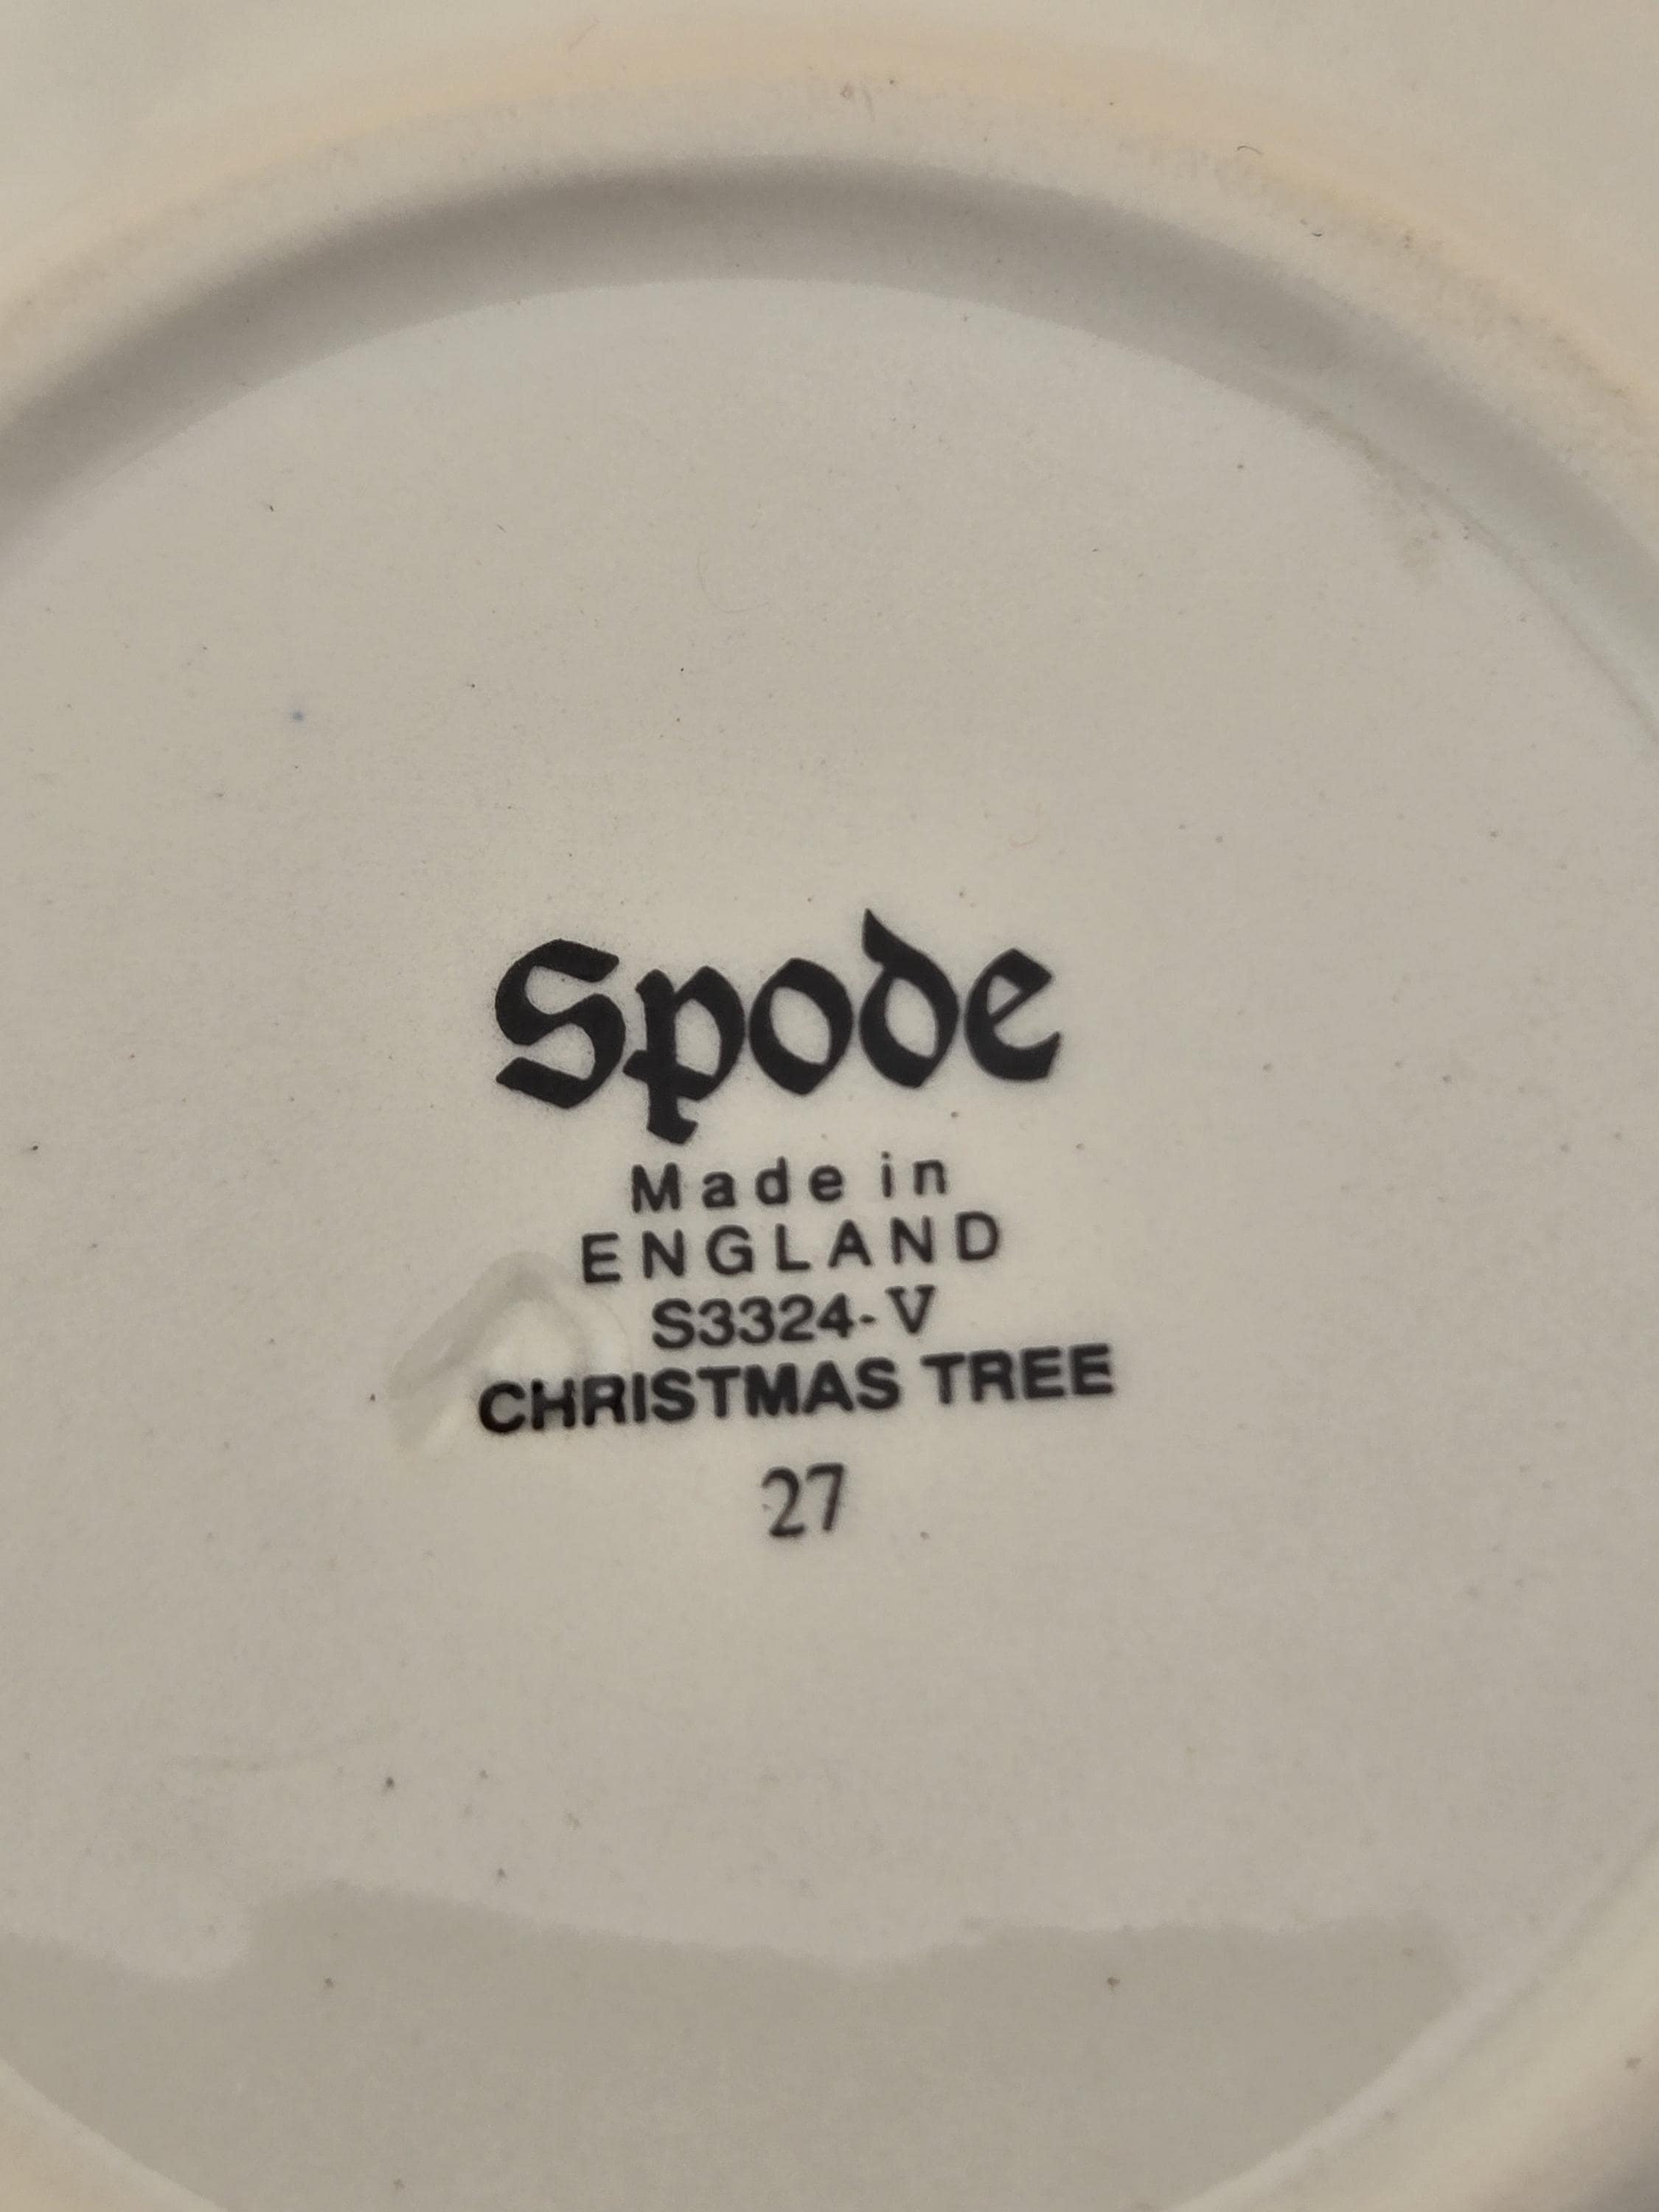 Spode
Made in
ENGLAND
S3324-V
CHRISTMAS TREE
27